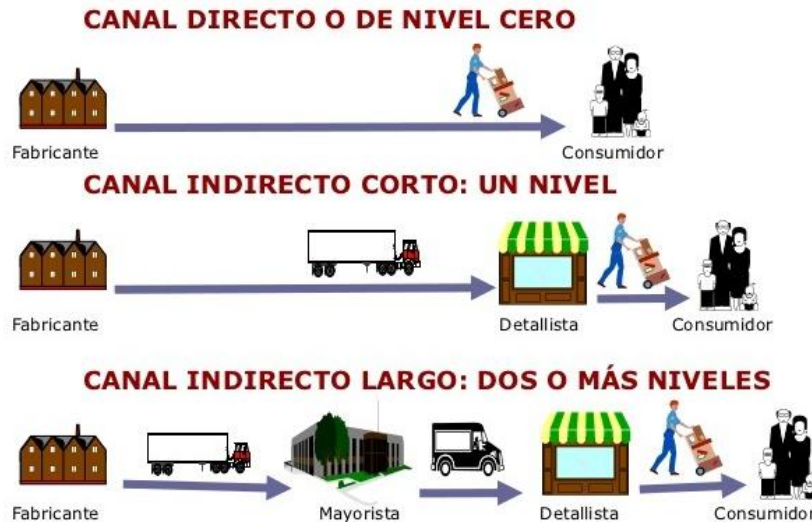 CANAL DIRECTO O DE NIVEL CERO
Fabricante Consumidor
CANAL INDIRECTO CORTO: UN NIVEL
Fabricante Detallista Consumidor
CANAL INDIRECTO LARGO: DOS O MÁS NIVELES
Fabricante Mayorista Detallista Consumidor